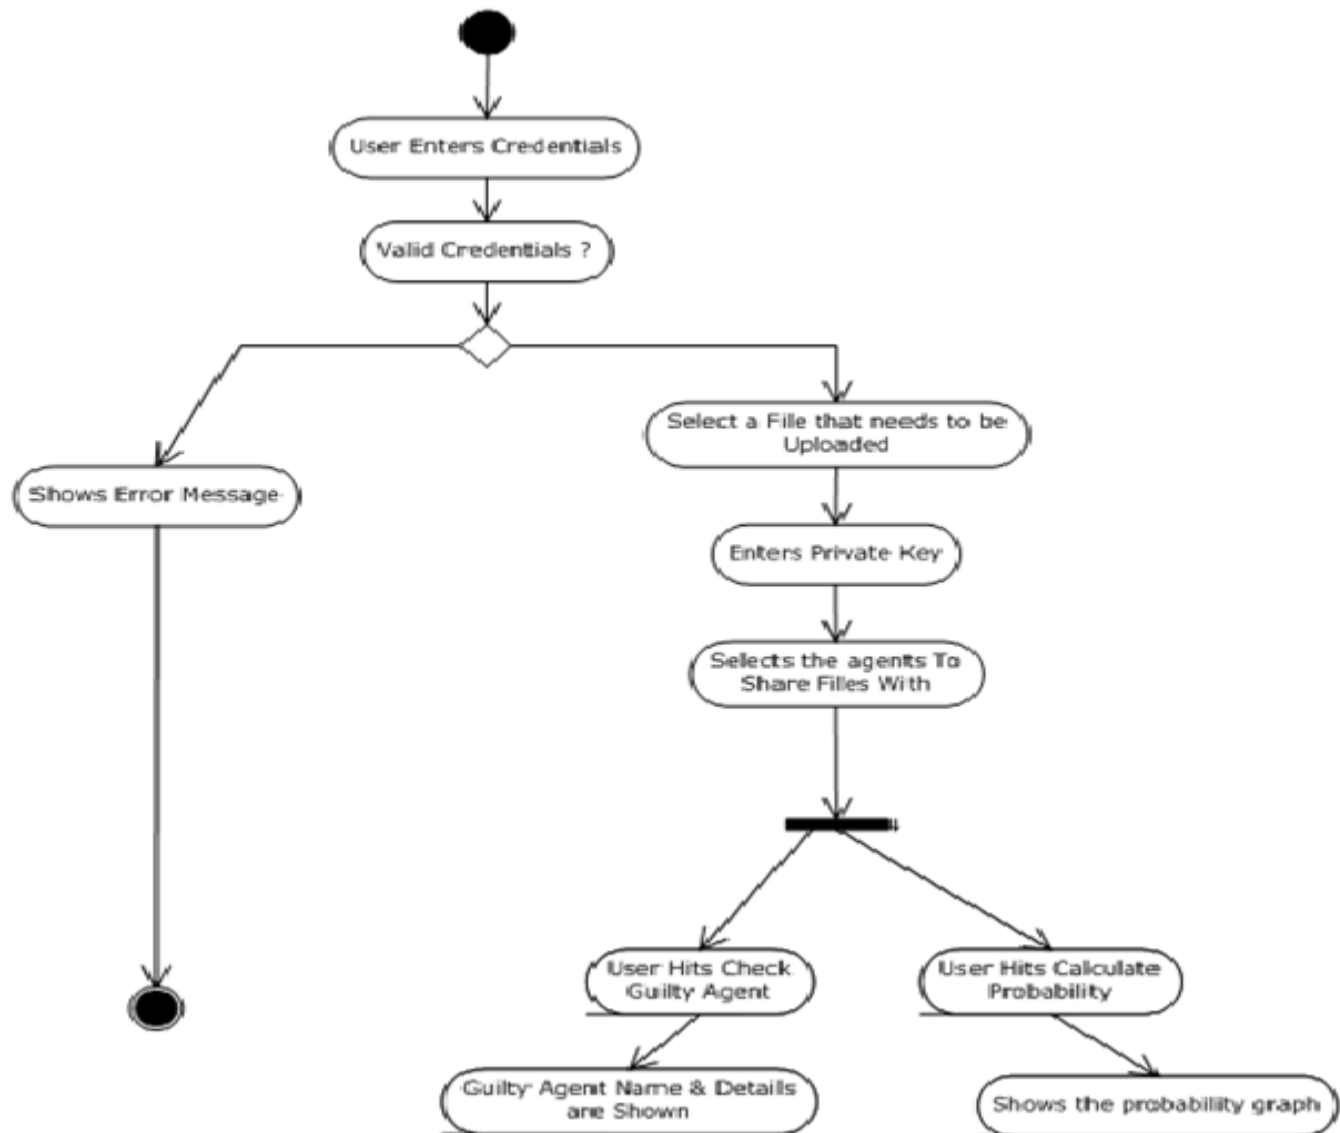 User Enters Credentials
Valid Credentials ?
Select a File that needs to be
Uploaded
Shows Error Message
Enters Private Key
Selects the agents To
Share Files With
User Hits Check
Guilty Agent
User Hits Calculate
Probability
Guilty Agent Name & Details
are Shown
Shows the probability graph